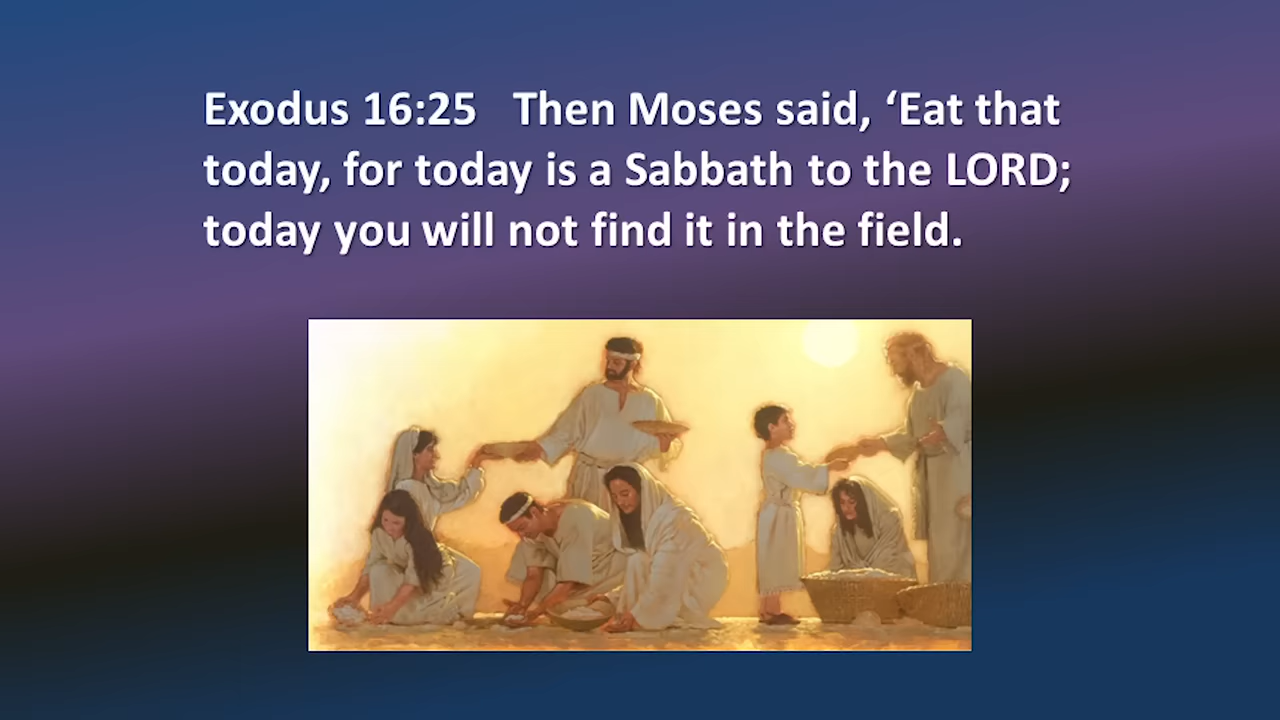 Exodus 16:25   Then Moses said, ‘Eat that
today, for today is a Sabbath to the LORD;
today you will not find it in the field.